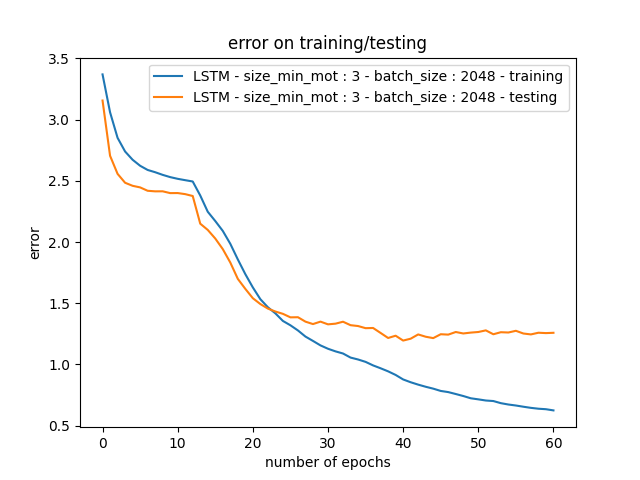 error on training/testing
LSTM - size_min_mot : 3 - batch_size : 2048 - training
LSTM - size_min_mot : 3 - batch_size : 2048 - testing
3.5
3.0
2.5
2.0
1.5
1.0
0.5
error
0 10 20 30 40 50 60
number of epochs